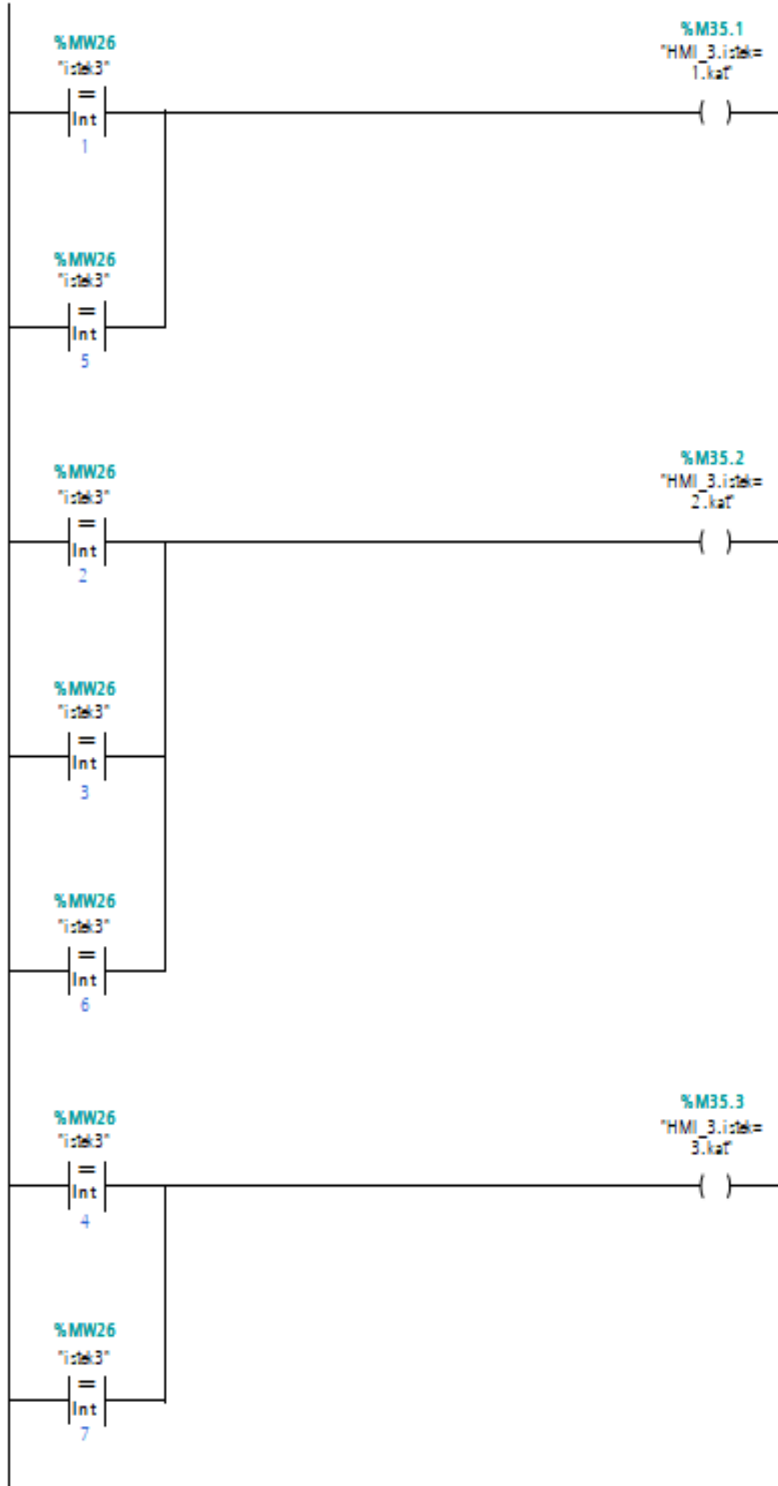 %MW26
"istek3"
=
Int
1
%M35.1
"HMI_3.istek=
1.kat"
%MW26
"istek3"
=
Int
5
%MW26
"istek3"
=
Int
2
%M35.2
"HMI_3.istek=
2.kat"
%MW26
"istek3"
=
Int
3
%MW26
"istek3"
=
Int
6
%MW26
"istek3"
=
Int
4
%M35.3
"HMI_3.istek=
3.kat"
%MW26
"istek3"
=
Int
7